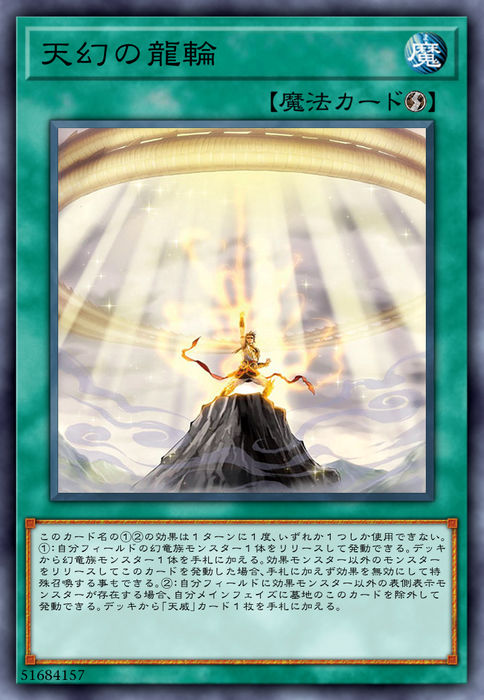 天幻の龍輪
魔
【魔法カード】
このカード名の①②の効果は1ターンに1度、いずれか1つしか使用できない。
①：自分フィールドの幻竜族モンスター1体をリリースして発動できる。デッキ
から幻竜族モンスター1体を手札に加える。効果モンスター以外のモンスター
をリリースしてこのカードを発動した場合、手札に加えず効果を無効にして特
殊召喚する事もできる。②：自分フィールドに効果モンスター以外の表側表示モ
ンスターが存在する場合、自分メインフェイズに墓地のこのカードを除外して
発動できる。デッキから「天威」カード1枚を手札に加える。
51684157